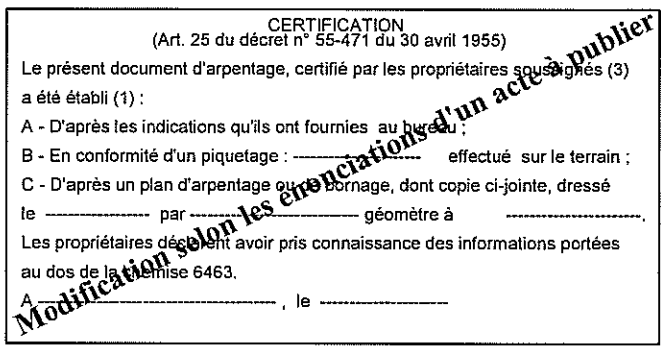 CERTIFICATION
(Art. 25 du décret n° 55-471 du 30 avril 1955)
Le présent document d'arpentage, certifié par les propriétaires soussignés (3)
a été établi (1) :
A - D'après les indications qu'ils ont fournies au bureau ;
B - En conformité d'un piquetage : -------------------- effectué sur le terrain ;
C - D'après un plan d'arpentage ou de bornage, dont copie ci-jointe, dressé
le ---------------- par -------------------------- géomètre à ---------------------.
Les propriétaires déclarent avoir pris connaissance des informations portées
au dos de la chemise 6463.
A ------------------------------------- , le --------------------
Modification selon les énonciations d'un acte à publier